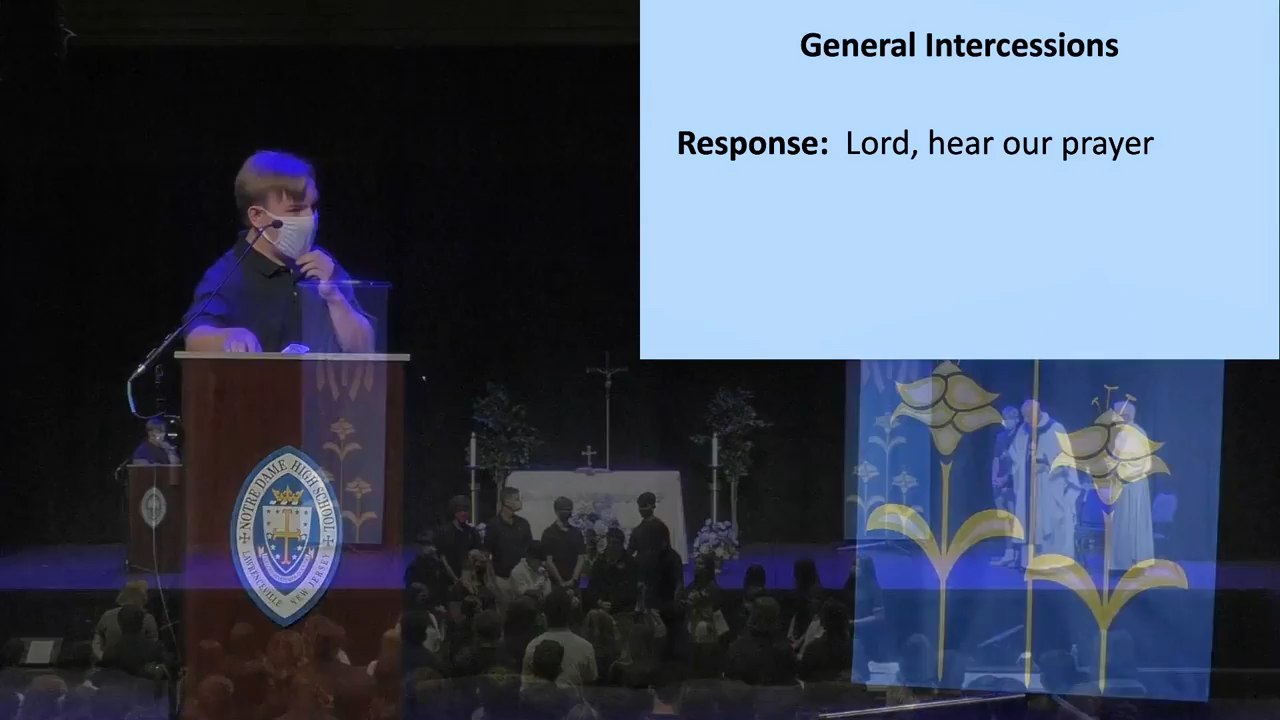 General Intercessions
Response: Lord, hear our prayer
NOTRE DAME HIGH SCHOOL
LAWRENCEVILLE NEW JERSEY